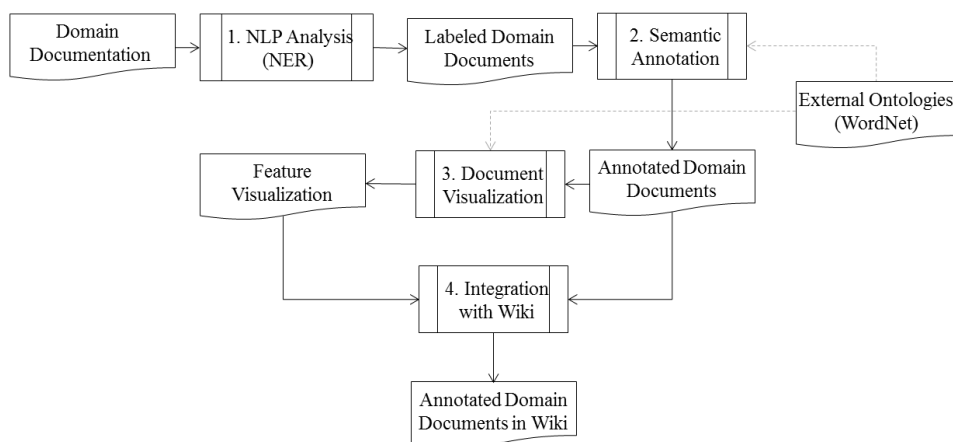 Domain
Documentation
1. NLP Analysis
(NER)
Labeled Domain
Documents
2. Semantic
Annotation
External Ontologies
(WordNet)
Feature
Visualization
3. Document
Visualization
Annotated Domain
Documents
4. Integration
with Wiki
Annotated Domain
Documents in Wiki